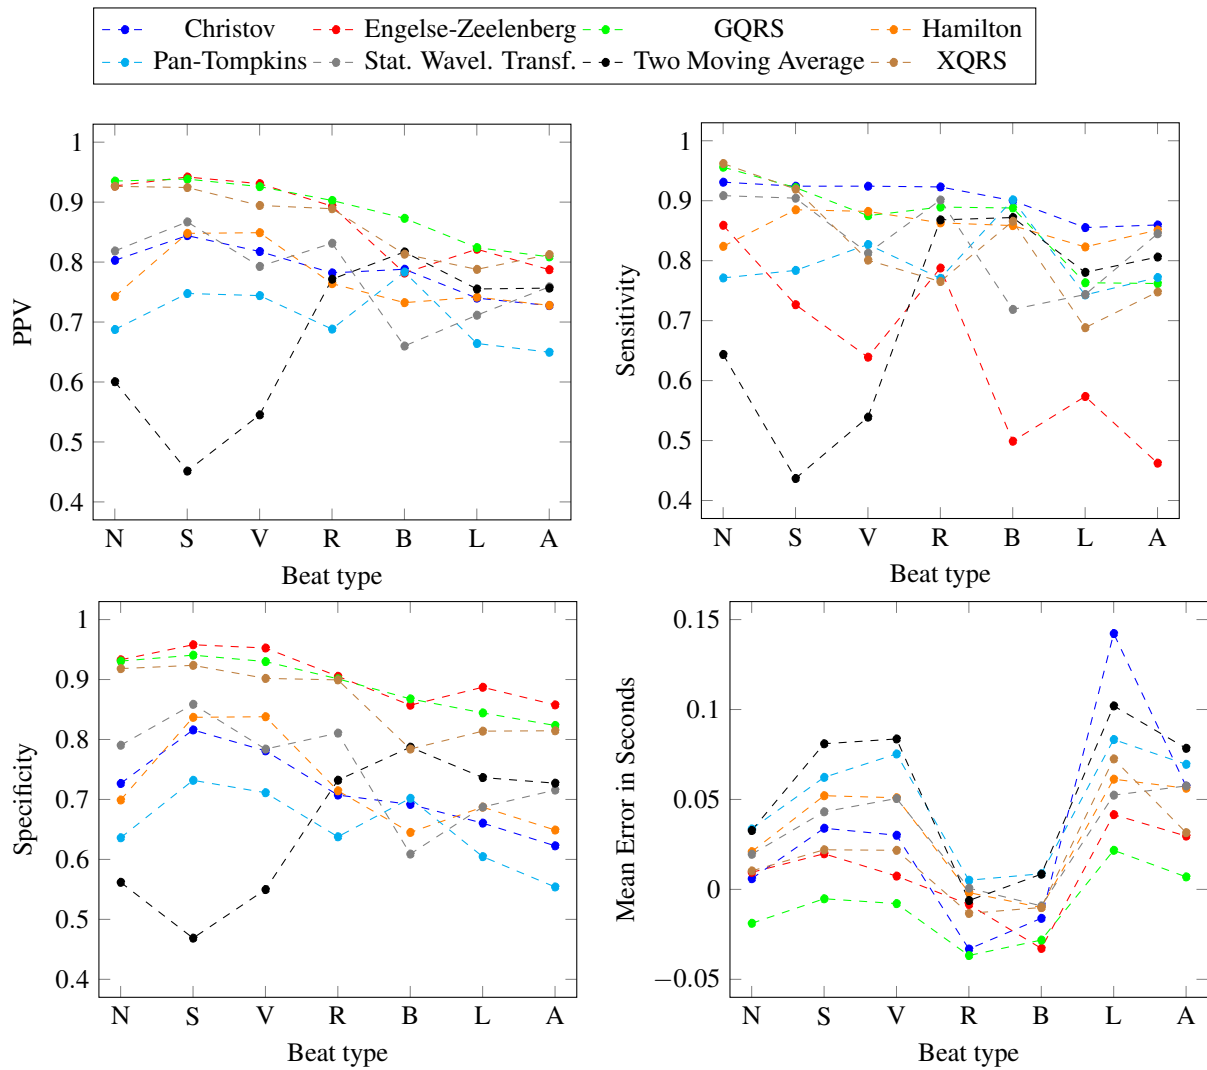 Christov Engelse-Zeelenberg GQRS Hamilton
Pan-Tompkins Stat. Wavel. Transf. Two Moving Average XQRS
1
0.9
0.8
0.7
0.6
0.5
0.4
PPV
N S V R B L A
Beat type
1
0.9
0.8
0.7
0.6
0.5
0.4
Sensitivity
N S V R B L A
Beat type
1
0.9
0.8
0.7
0.6
0.5
0.4
Specificity
N S V R B L A
Beat type
0.15
0.1
0.05
0
−0.05
Mean Error in Seconds
N S V R B L A
Beat type